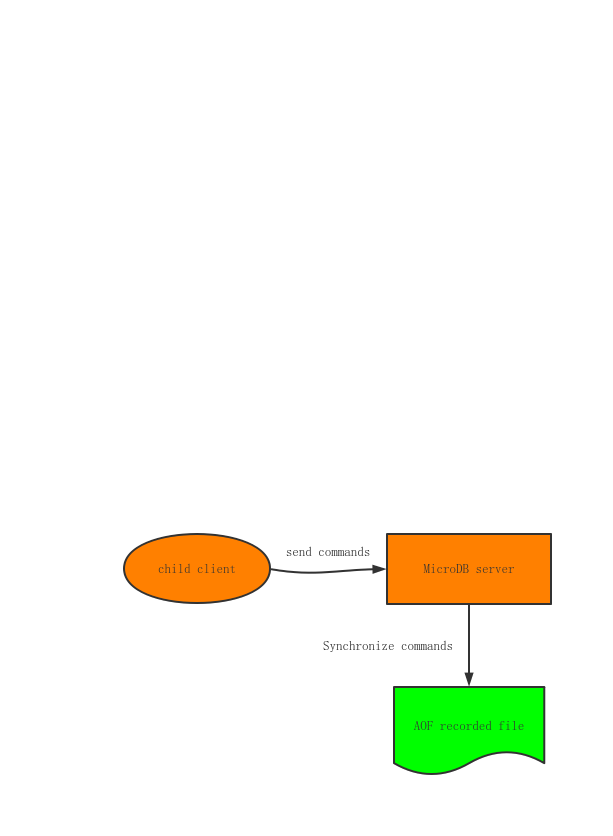 send commands
child client
MicroDB server
Synchronize commands
AOF recorded file